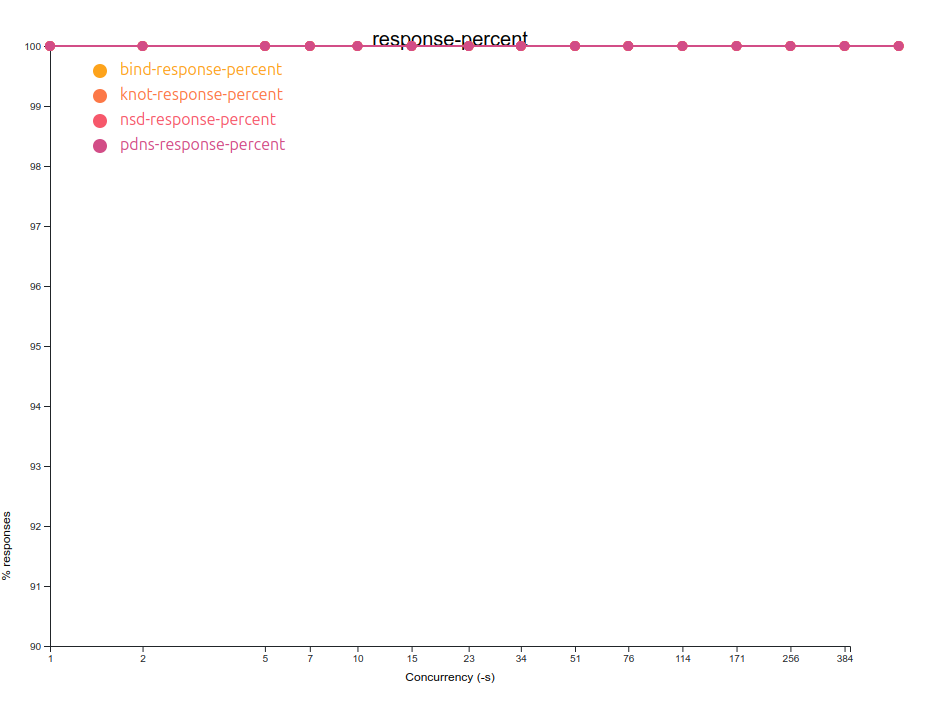 response-percent
100
bind-response-percent
knot-response-percent
nsd-response-percent
pdns-response-percent
99
98
97
96
95
94
93
92
91
90
% responses
1 2 5 7 10 15 23 34 51 76 114 171 256 384
Concurrency (-s)